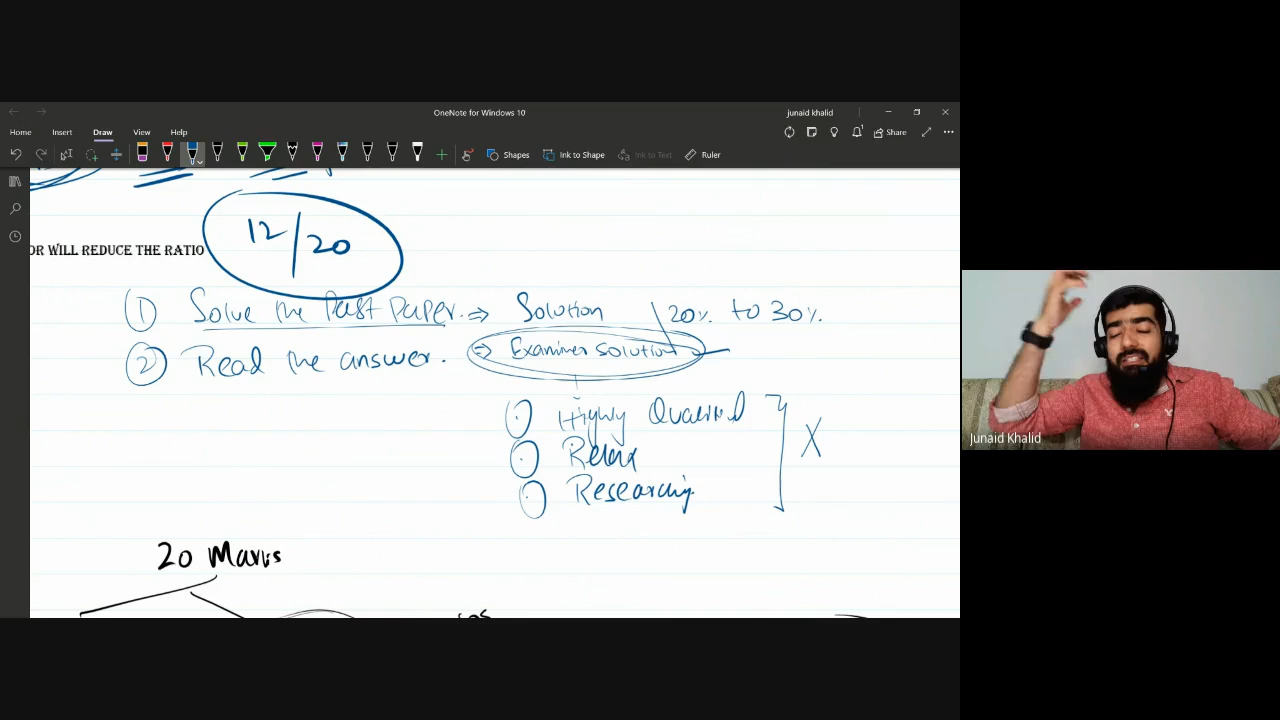 OneNote for Windows 10
junaid khalid
Home Insert Draw View Help
Share
Shapes Ink to Shape Ink to Text Ruler
12/20
OR WILL REDUCE THE RATIO
1 Solve the Past Paper. ⇒ Solution 20% to 30%.
2 Read the answer. ⇒ Examiner solution
Highly Qualified
Relax
Researching
X
20 Marks
Junaid Khalid